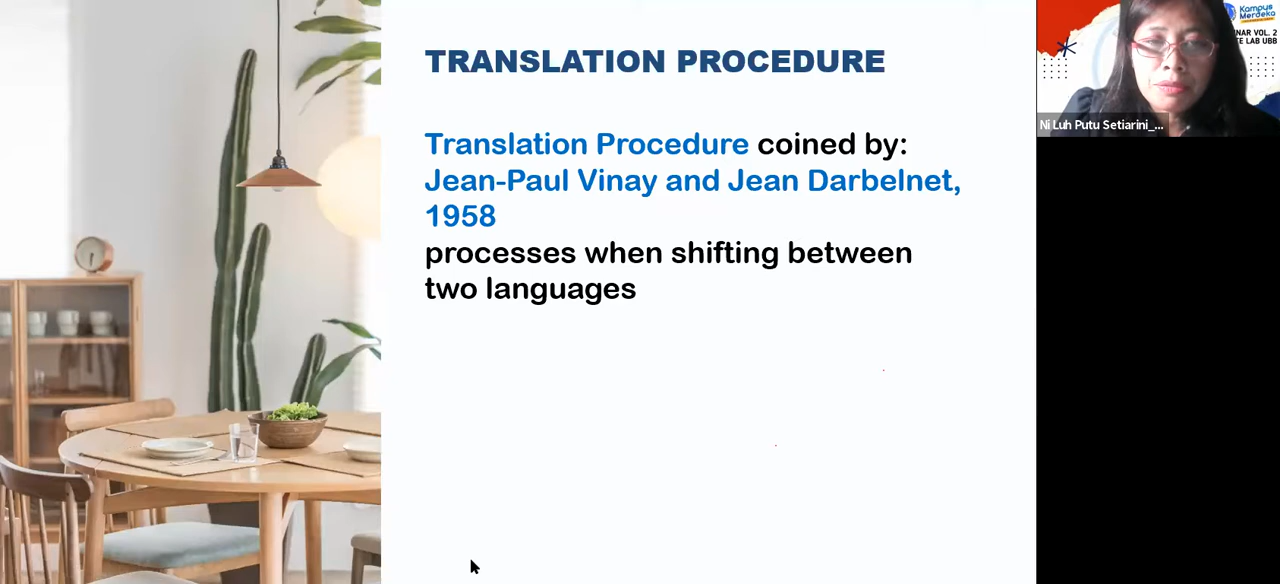 TRANSLATION PROCEDURE
Translation Procedure coined by:
Jean-Paul Vinay and Jean Darbelnet,
1958
processes when shifting between
two languages
Kampus
Merdeka
NAR VOL. 2
TE LAB UBB
Ni Luh Putu Setiarini_...